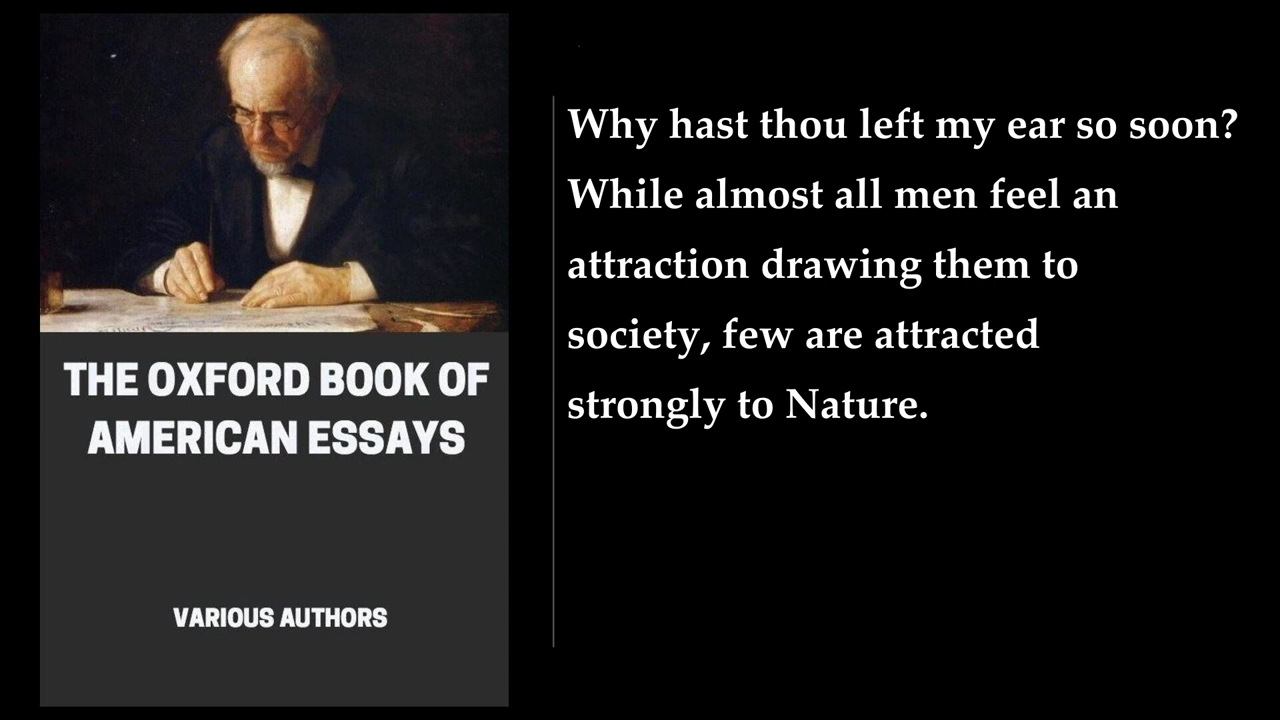 THE OXFORD BOOK OF
AMERICAN ESSAYS
VARIOUS AUTHORS
Why hast thou left my ear so soon?
While almost all men feel an
attraction drawing them to
society, few are attracted
strongly to Nature.